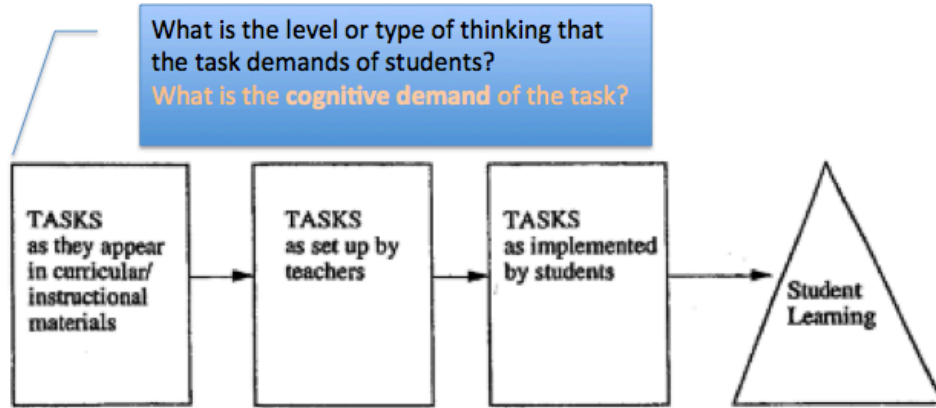 What is the level or type of thinking that
the task demands of students?
What is the cognitive demand of the task?
TASKS
as they appear
in curricular/
instructional
materials
TASKS
as set up by
teachers
TASKS
as implemented
by students
Student
Learning